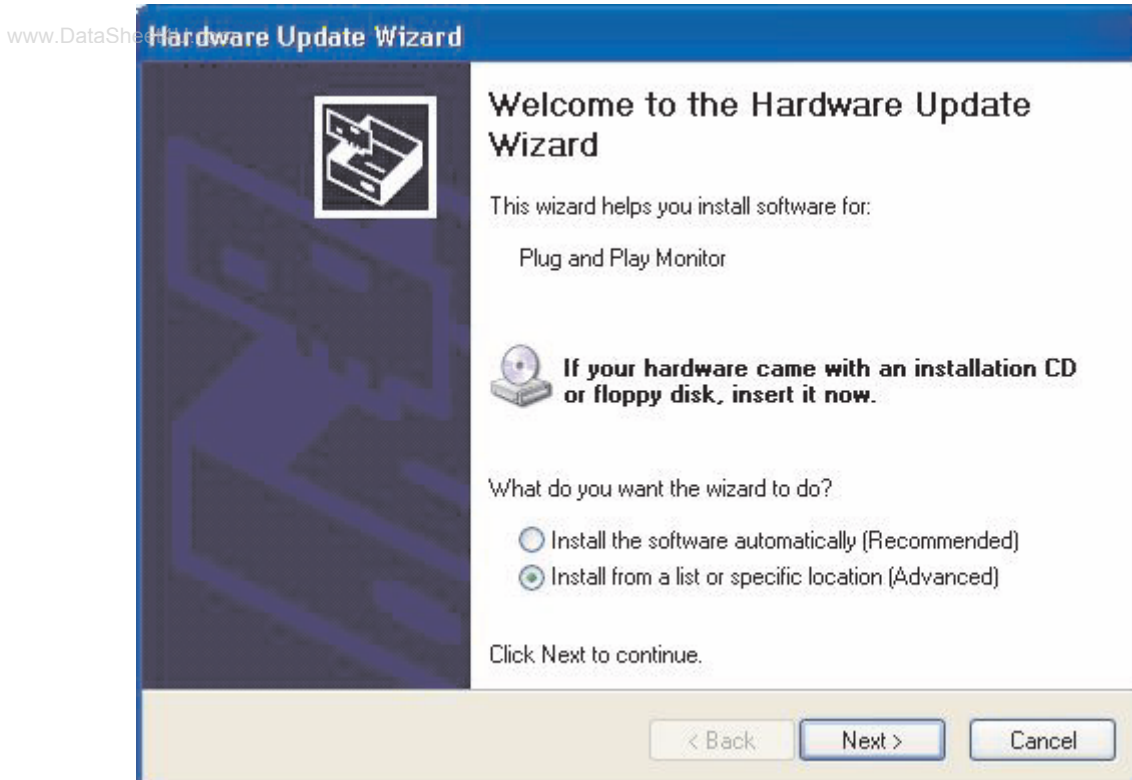 www.DataShe
Hardware Update Wizard
Welcome to the Hardware Update
Wizard
This wizard helps you install software for:
Plug and Play Monitor
If your hardware came with an installation CD
or floppy disk, insert it now.
What do you want the wizard to do?
Install the software automatically (Recommended)
Install from a list or specific location (Advanced)
Click Next to continue.
< Back
Next >
Cancel